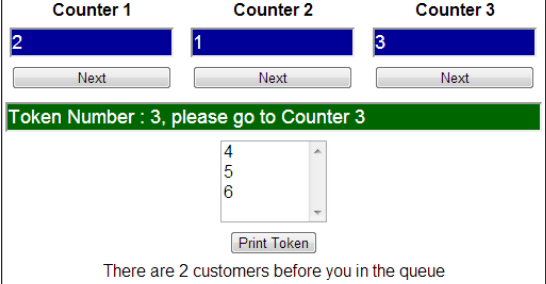 Counter 1 Counter 2 Counter 3
2 1 3
Next Next Next
Token Number : 3, please go to Counter 3
4
5
6
Print Token
There are 2 customers before you in the queue